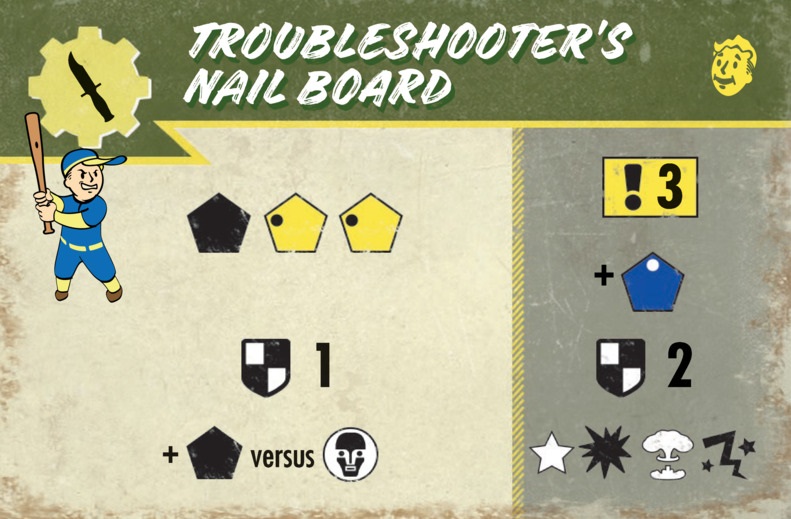 TROUBLESHOOTER'S
NAIL BOARD
! 3
+
1
2
+ versus